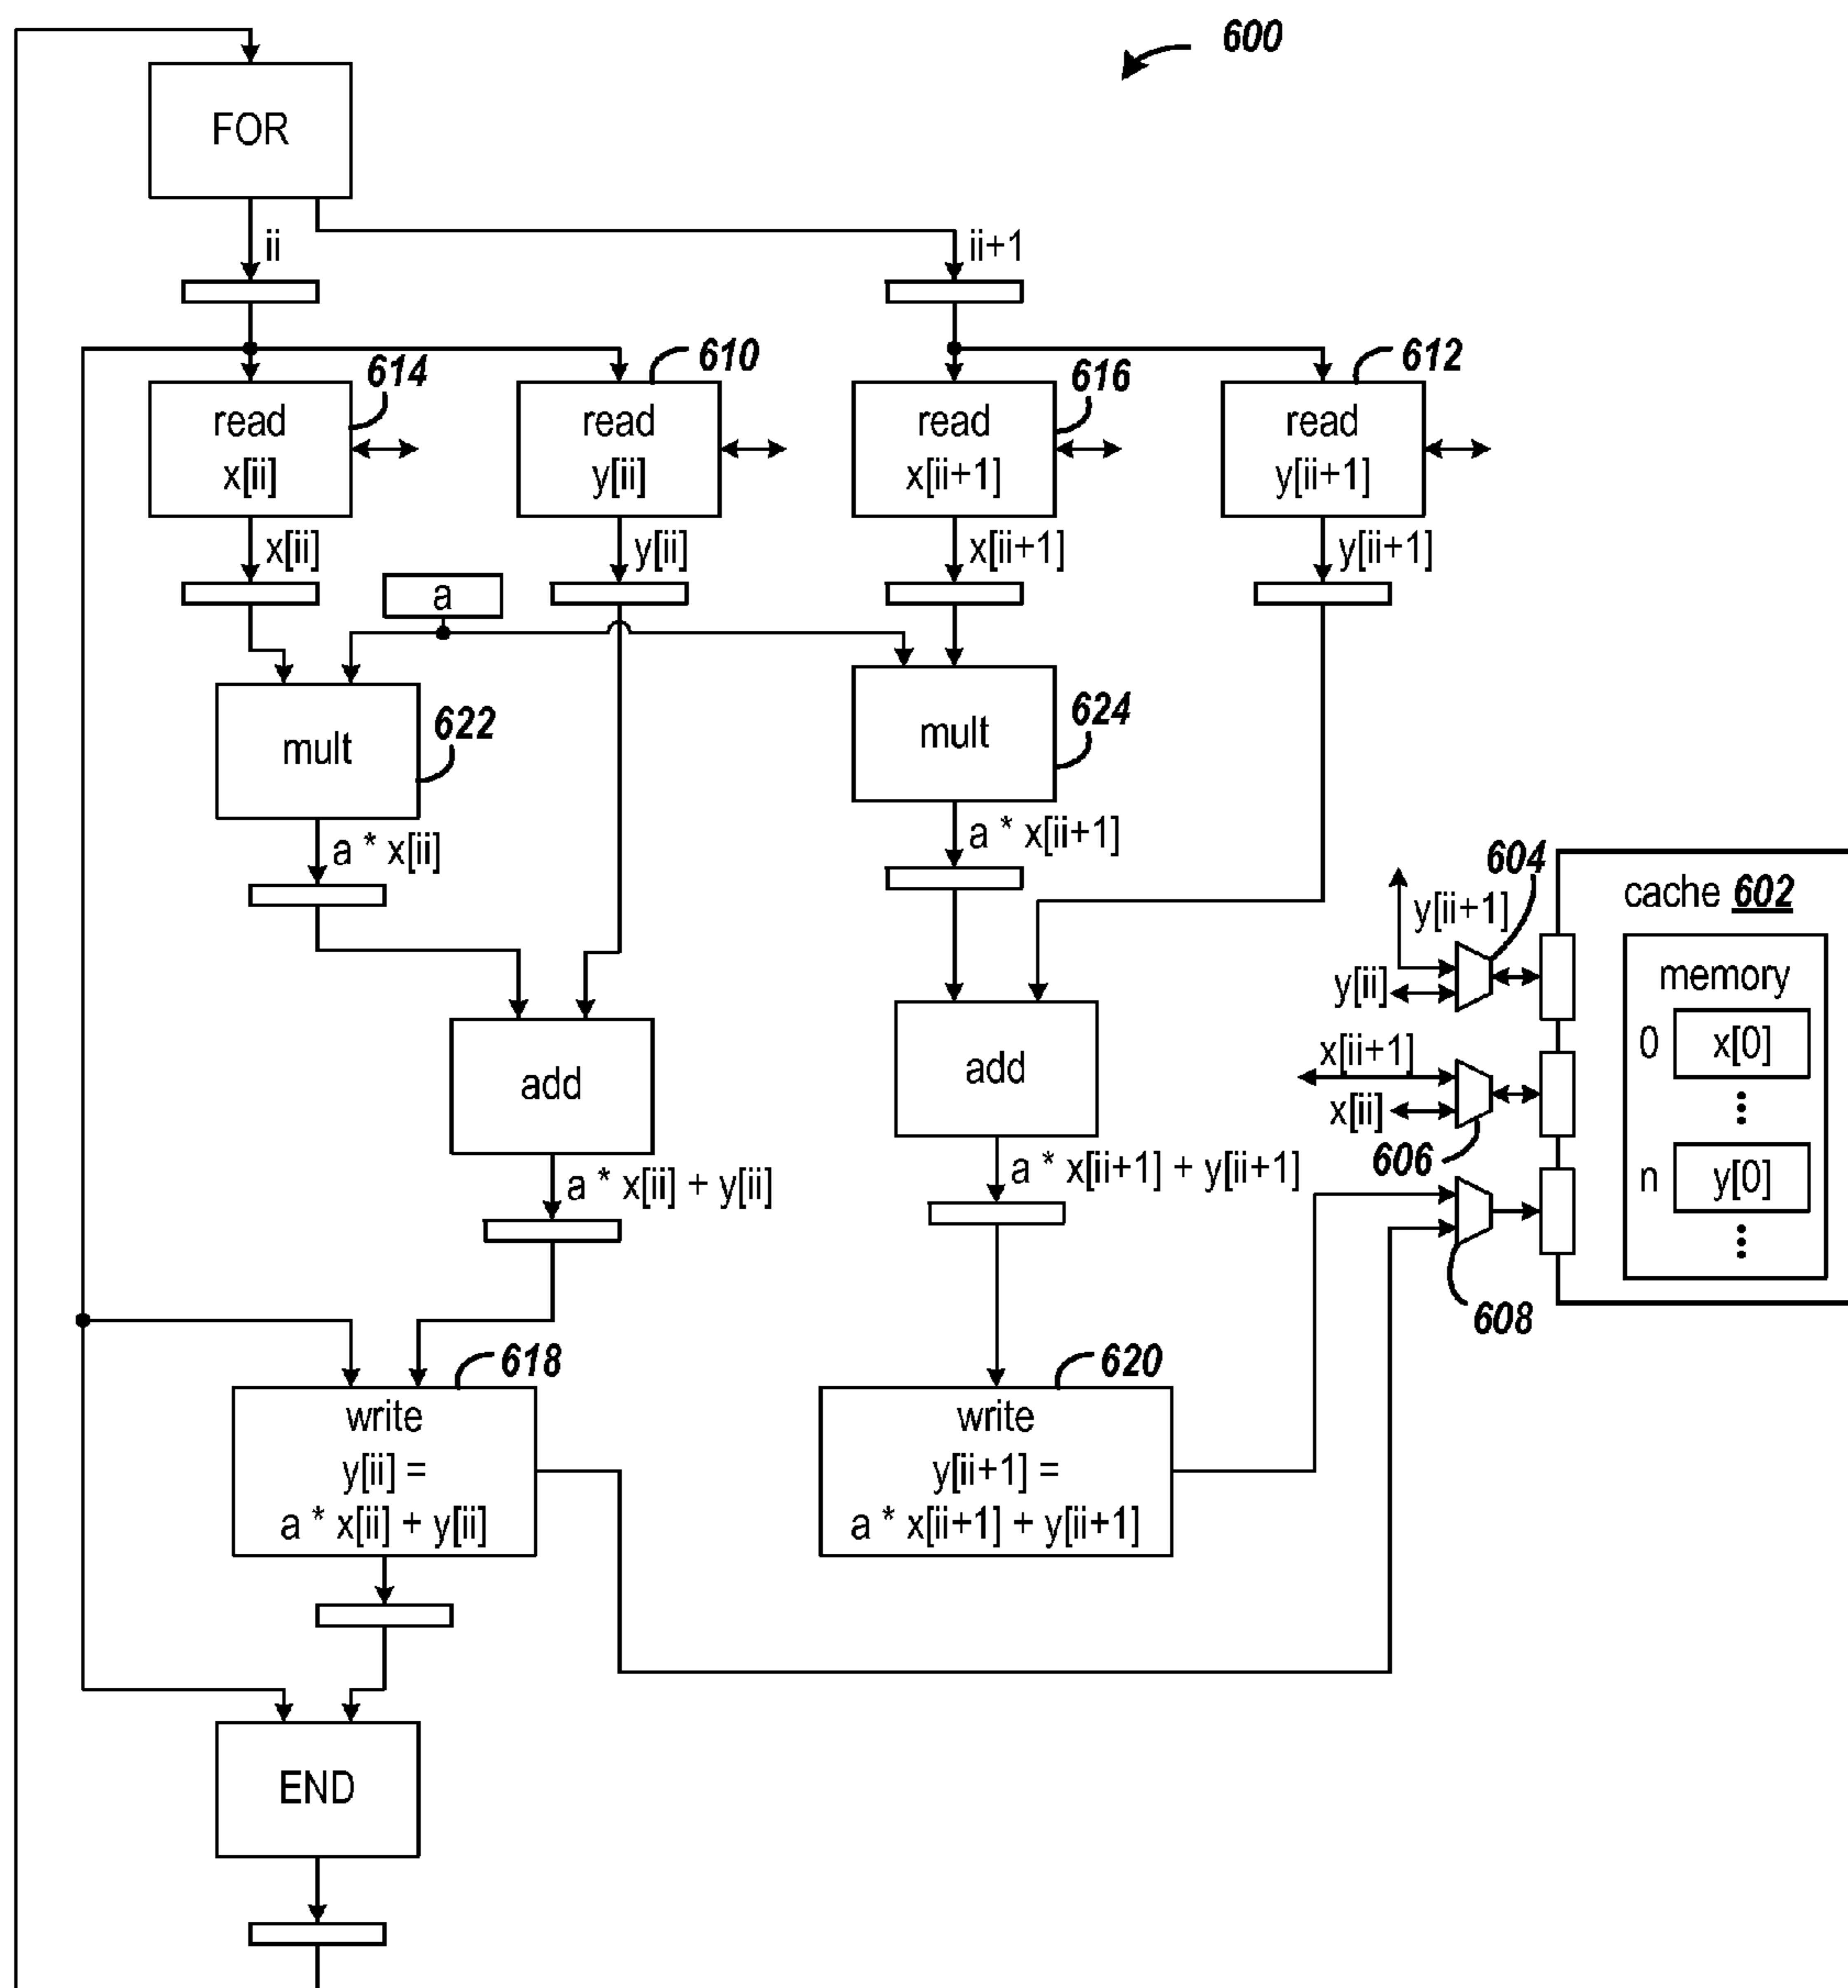 600
FOR
ii
ii+1
614
610
616
612
read
x[ii]
read
y[ii]
read
x[ii+1]
read
y[ii+1]
x[ii]
y[ii]
x[ii+1]
y[ii+1]
a
mult
622
mult
624
a * x[ii]
a * x[ii+1]
604
cache 602
y[ii+1]
y[ii]
memory
add
add
x[ii+1]
0
x[0]
x[ii]
606
a * x[ii] + y[ii]
a * x[ii+1] + y[ii+1]
n
y[0]
608
618
620
write
y[ii] =
a * x[ii] + y[ii]
write
y[ii+1] =
a * x[ii+1] + y[ii+1]
END